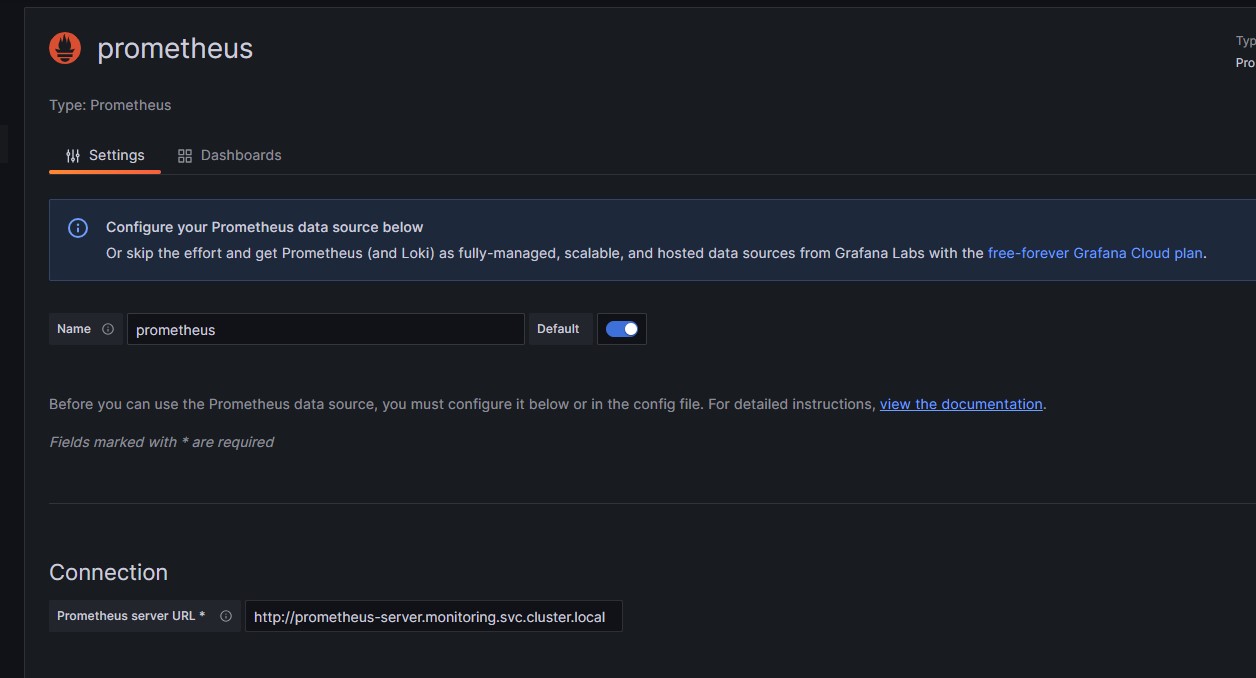 prometheus
Typ
Pro
Type: Prometheus
Settings
Dashboards
Configure your Prometheus data source below
Or skip the effort and get Prometheus (and Loki) as fully-managed, scalable, and hosted data sources from Grafana Labs with the free-forever Grafana Cloud plan.
Name
prometheus
Default
Before you can use the Prometheus data source, you must configure it below or in the config file. For detailed instructions, view the documentation.
Fields marked with * are required
Connection
Prometheus server URL *
http://prometheus-server.monitoring.svc.cluster.local